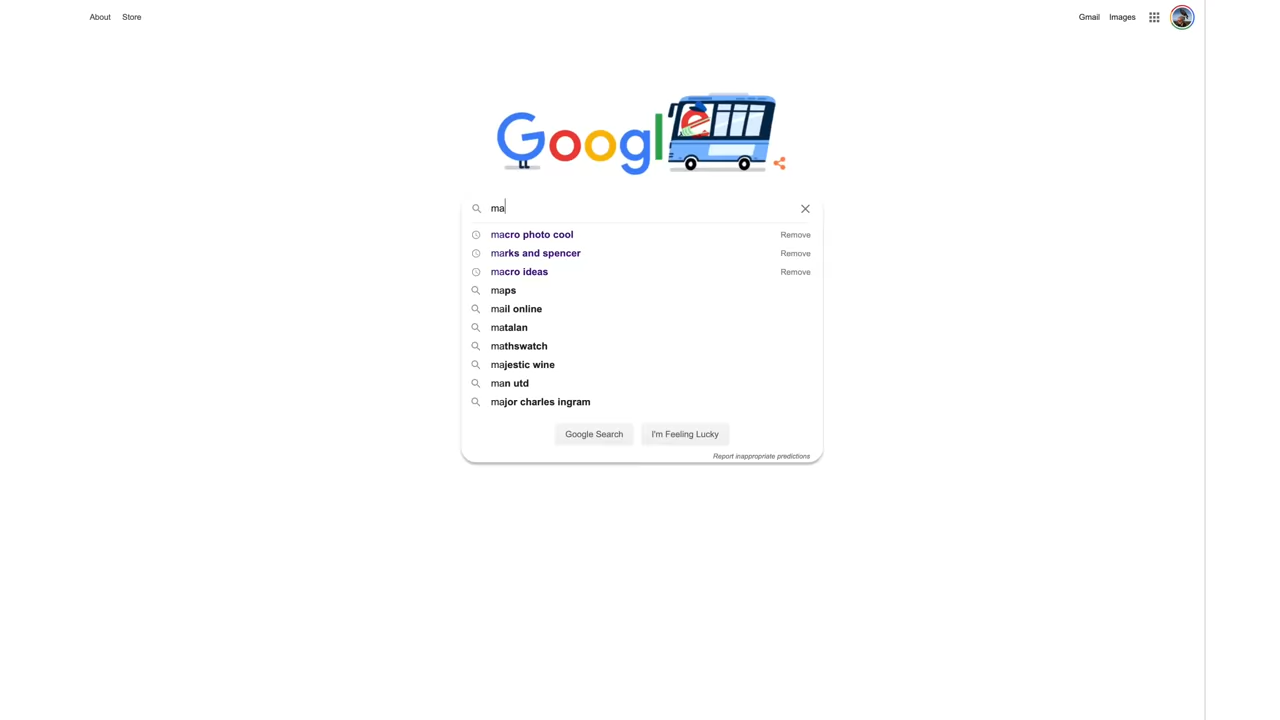 About Store Gmail Images
Google
ma
macro photo cool Remove
marks and spencer Remove
macro ideas Remove
maps
mail online
matalan
mathswatch
majestic wine
man utd
major charles ingram
Google Search I'm Feeling Lucky
Report inappropriate predictions